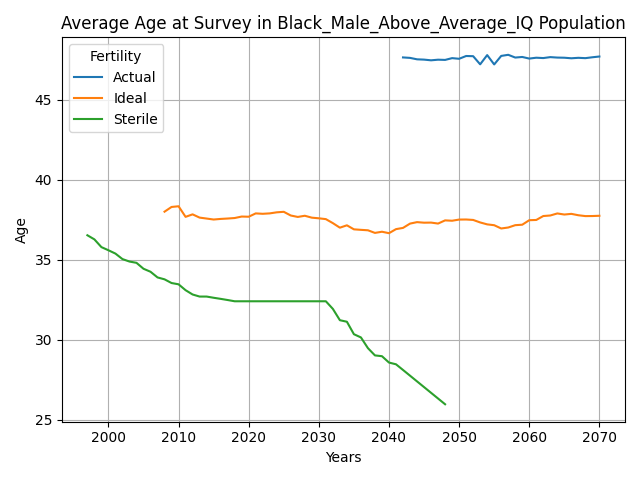 Average Age at Survey in Black_Male_Above_Average_IQ Population
Fertility
Actual
Ideal
Sterile
Age
45
40
35
30
25
2000 2010 2020 2030 2040 2050 2060 2070
Years